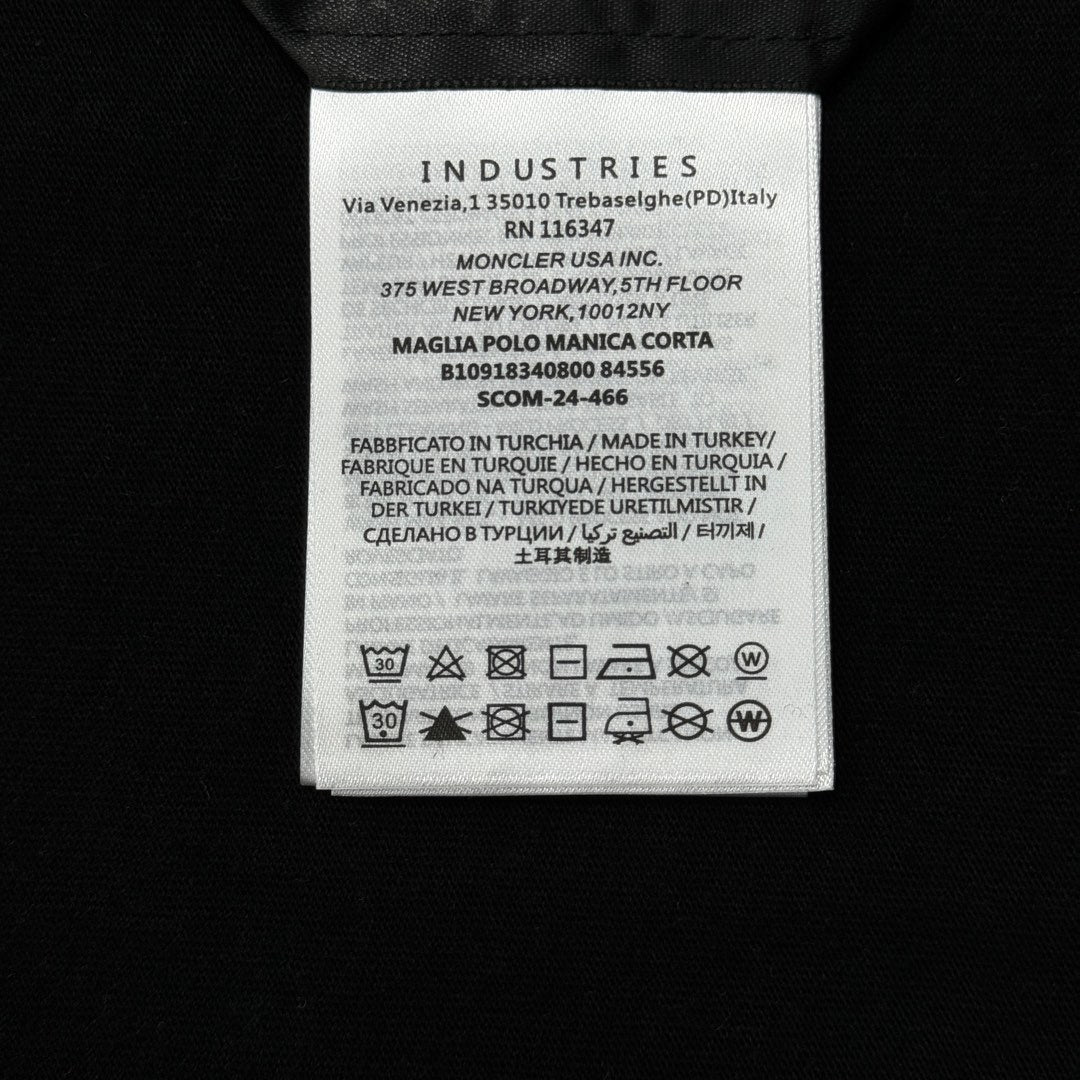 INDUSTRIES
Via Venezia,1 35010 Trebaselghe(PD)Italy
RN 116347
MONCLER USA INC.
375 WEST BROADWAY,5TH FLOOR
NEW YORK,10012NY
MAGLIA POLO MANICA CORTA
B10918340800 84556
SCOM-24-466
FABBFICATO IN TURCHIA / MADE IN TURKEY/
FABRIQUE EN TURQUIE / HECHO EN TURQUIA /
FABRICADO NA TURQUA / HERGESTELLT IN
DER TURKEI / TURKIYEDE URETILMISTIR /
СДЕЛАНО В ТУРЦИИ / التصنيع تركيا / 터끼제 /
土耳其制造
30 W
30 W